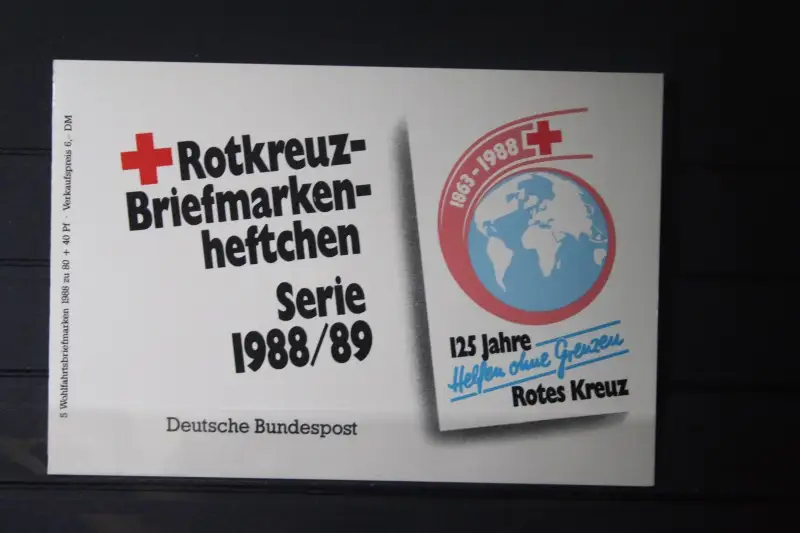 5 Wohlfahrtsbriefmarken 1988 zu 80 + 40 Pf · Verkaufspreis 6,- DM
Rotkreuz-
Briefmarken-
heftchen
Serie
1988/89
Deutsche Bundespost
1863-1988
125 Jahre
Helfen ohne Grenzen
Rotes Kreuz